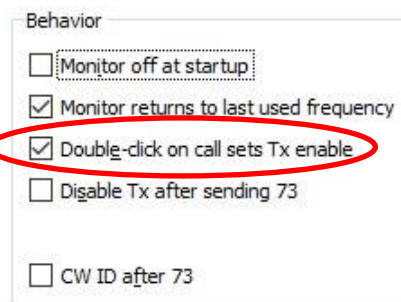 Behavior
Monitor off at startup
Monitor returns to last used frequency
Double-click on call sets Tx enable
Disable Tx after sending 73
CW ID after 73